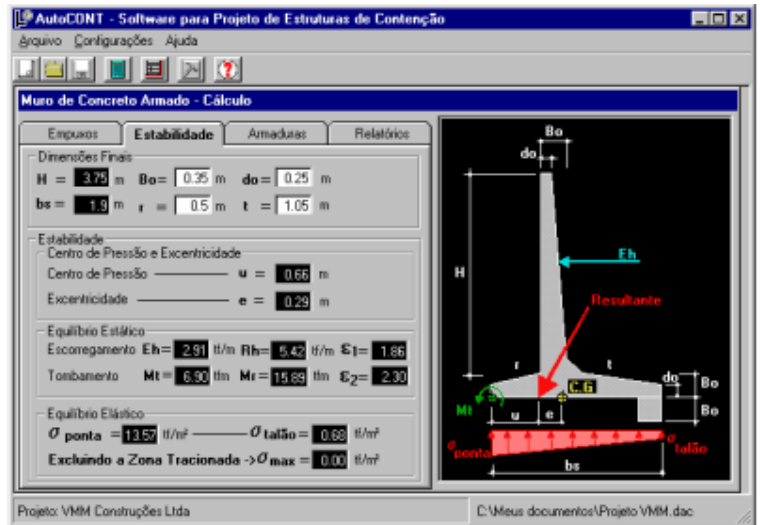 AutoCONT - Software para Projeto de Estruturas de Contenção
Arquivo Configurações Ajuda
Muro de Concreto Armado - Cálculo
Empuxos Estabilidade Armaduras Relatórios
Dimensões Finais
H = 3.75 m Bo= 0.35 m do= 0.25 m
bs = 1.9 m r = 0.5 m t = 1.05 m
Estabilidade
Centro de Pressão e Excentricidade
Centro de Pressão u = 0.66 m
Excentricidade e = 0.29 m
Equilíbrio Estático
Escorregamento Eh= 2.91 tf/m Rh= 5.42 tf/m ε1= 1.86
Tombamento Mt= 6.90 tfm Mr= 15.89 tfm ε2= 2.30
Equilíbrio Elástico
σ ponta = 13.57 tf/m² σ talão = 0.68 tf/m²
Excluindo a Zona Tracionada -> σ max = 0.00 tf/m²
Bo
do
H
Eh
Resultante
r t
C.G
do Bo
Mt
u e Bo
σ ponta
σ talão
bs
Projeto: VMM Construções Ltda C:\Meus documentos\Projeto VMM.dac